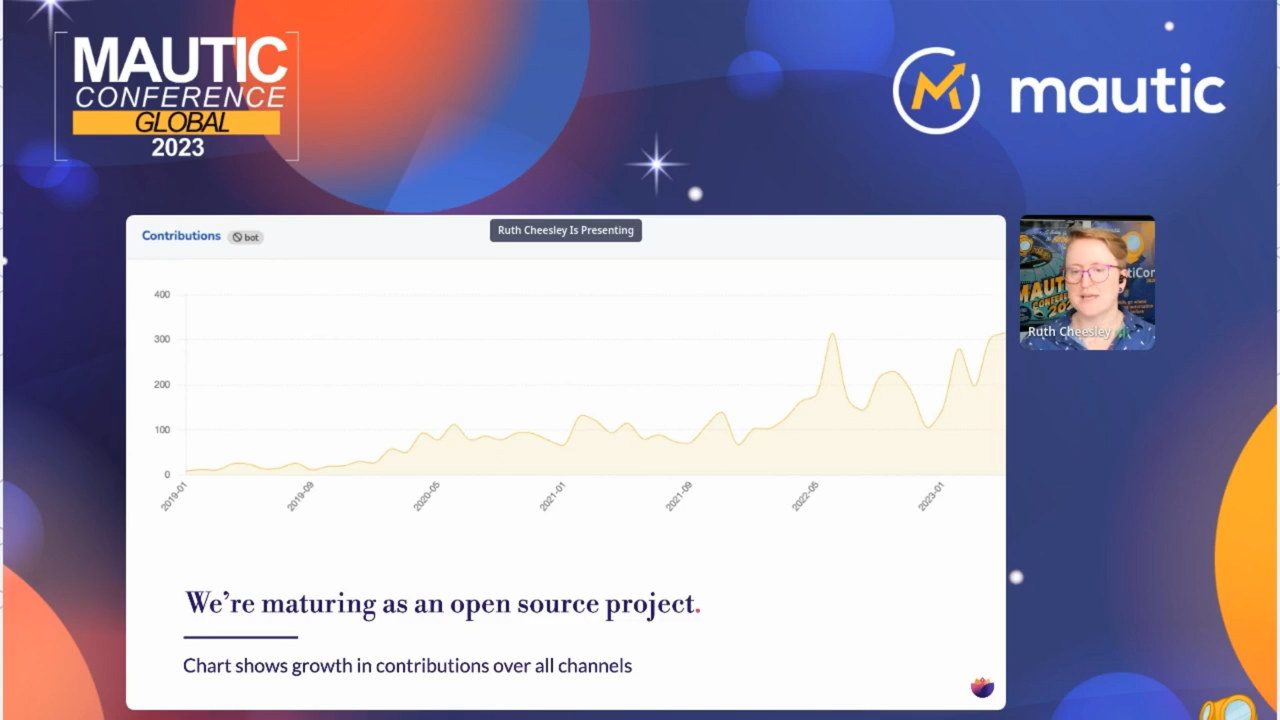 MAUTIC
CONFERENCE
GLOBAL
2023
mautic
Contributions
bot
Ruth Cheesley Is Presenting
400
300
200
100
0
2019-01
2019-09
2020-05
2021-01
2021-09
2022-05
2023-01
Ruth Cheesley
We're maturing as an open source project.
Chart shows growth in contributions over all channels